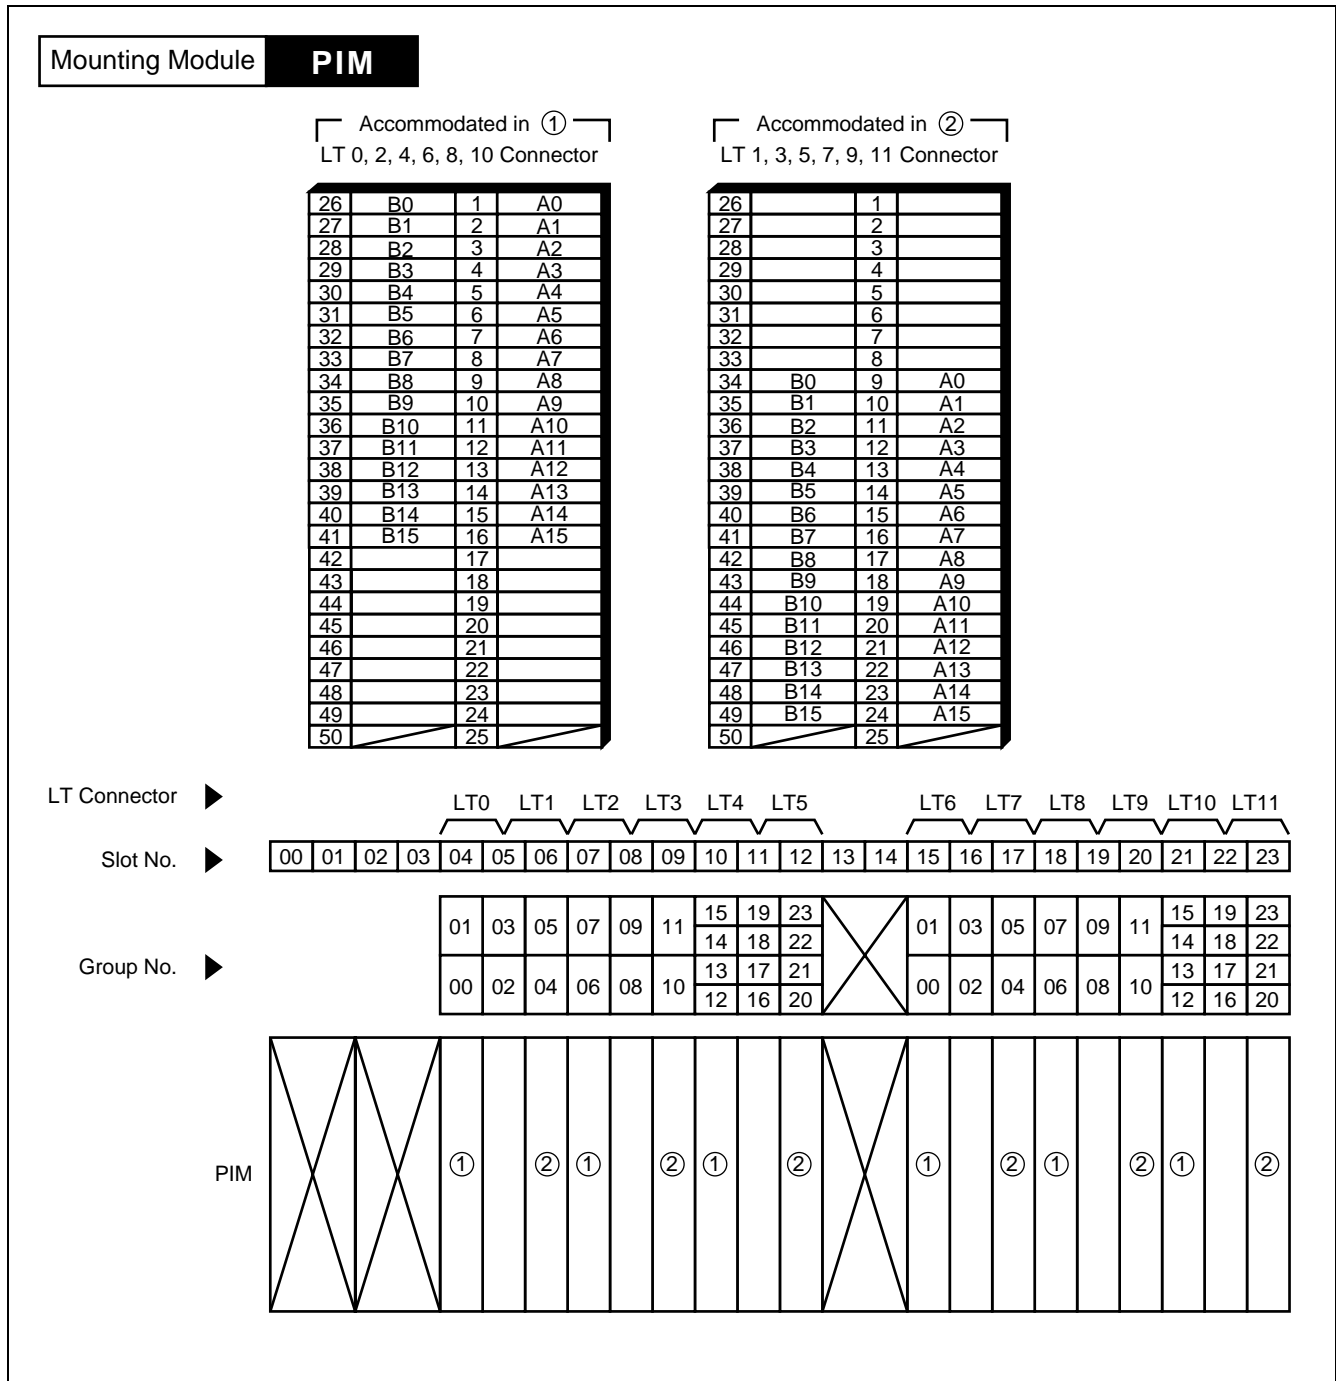 Mounting Module PIM
Accommodated in ① Accommodated in ②
LT 0, 2, 4, 6, 8, 10 Connector LT 1, 3, 5, 7, 9, 11 Connector
26 B0 1 A0 26 1
27 B1 2 A1 27 2
28 B2 3 A2 28 3
29 B3 4 A3 29 4
30 B4 5 A4 30 5
31 B5 6 A5 31 6
32 B6 7 A6 32 7
33 B7 8 A7 33 8
34 B8 9 A8 34 B0 9 A0
35 B9 10 A9 35 B1 10 A1
36 B10 11 A10 36 B2 11 A2
37 B11 12 A11 37 B3 12 A3
38 B12 13 A12 38 B4 13 A4
39 B13 14 A13 39 B5 14 A5
40 B14 15 A14 40 B6 15 A6
41 B15 16 A15 41 B7 16 A7
42 17 42 B8 17 A8
43 18 43 B9 18 A9
44 19 44 B10 19 A10
45 20 45 B11 20 A11
46 21 46 B12 21 A12
47 22 47 B13 22 A13
48 23 48 B14 23 A14
49 24 49 B15 24 A15
50 25 50 25
LT Connector LT0 LT1 LT2 LT3 LT4 LT5 LT6 LT7 LT8 LT9 LT10 LT11
Slot No. 00 01 02 03 04 05 06 07 08 09 10 11 12 13 14 15 16 17 18 19 20 21 22 23
15 19 23 15 19 23
01 03 05 07 09 11 01 03 05 07 09 11
14 18 22 14 18 22
Group No.
13 17 21 13 17 21
00 02 04 06 08 10 00 02 04 06 08 10
12 16 20 12 16 20
PIM ① ② ① ② ① ② ① ② ① ② ① ②